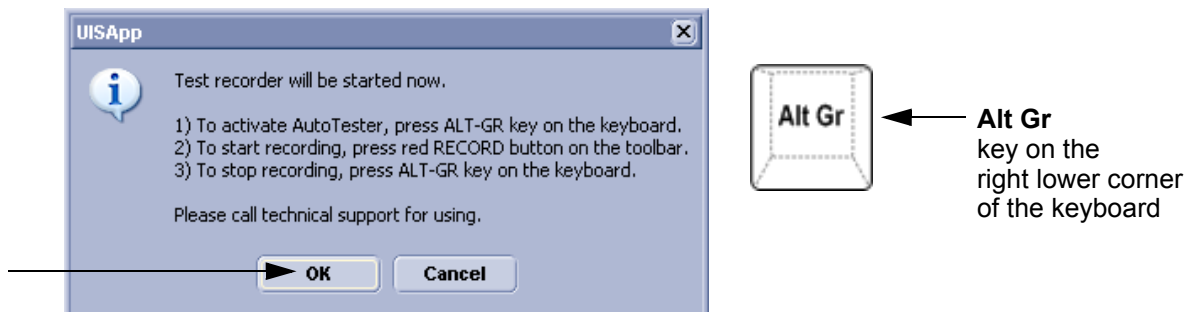 UISApp
Test recorder will be started now.
1) To activate AutoTester, press ALT-GR key on the keyboard.
2) To start recording, press red RECORD button on the toolbar.
3) To stop recording, press ALT-GR key on the keyboard.
Please call technical support for using.
OK
Cancel
Alt Gr
Alt Gr
key on the
right lower corner
of the keyboard